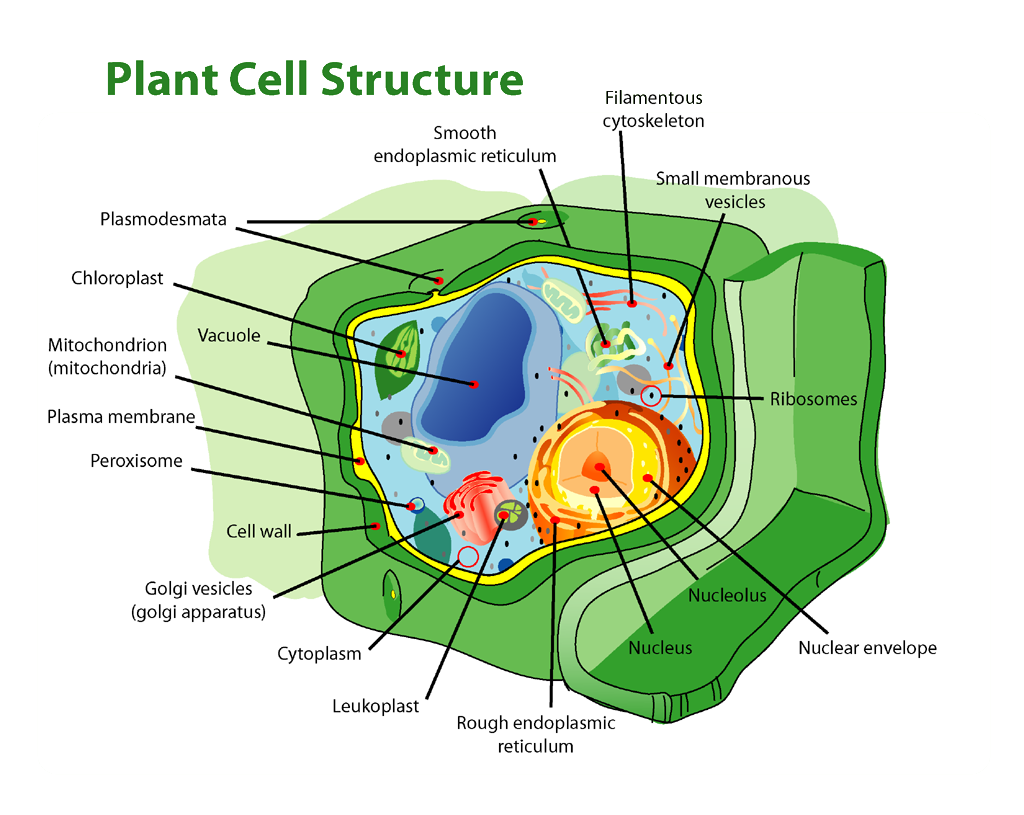 Plant Cell Structure
Filamentous
cytoskeleton
Smooth
endoplasmic reticulum
Small membranous
vesicles
Plasmodesmata
Chloroplast
Vacuole
Mitochondrion
(mitochondria)
Plasma membrane
Ribosomes
Peroxisome
Cell wall
Golgi vesicles
(golgi apparatus)
Nucleolus
Cytoplasm
Nucleus
Nuclear envelope
Leukoplast
Rough endoplasmic
reticulum